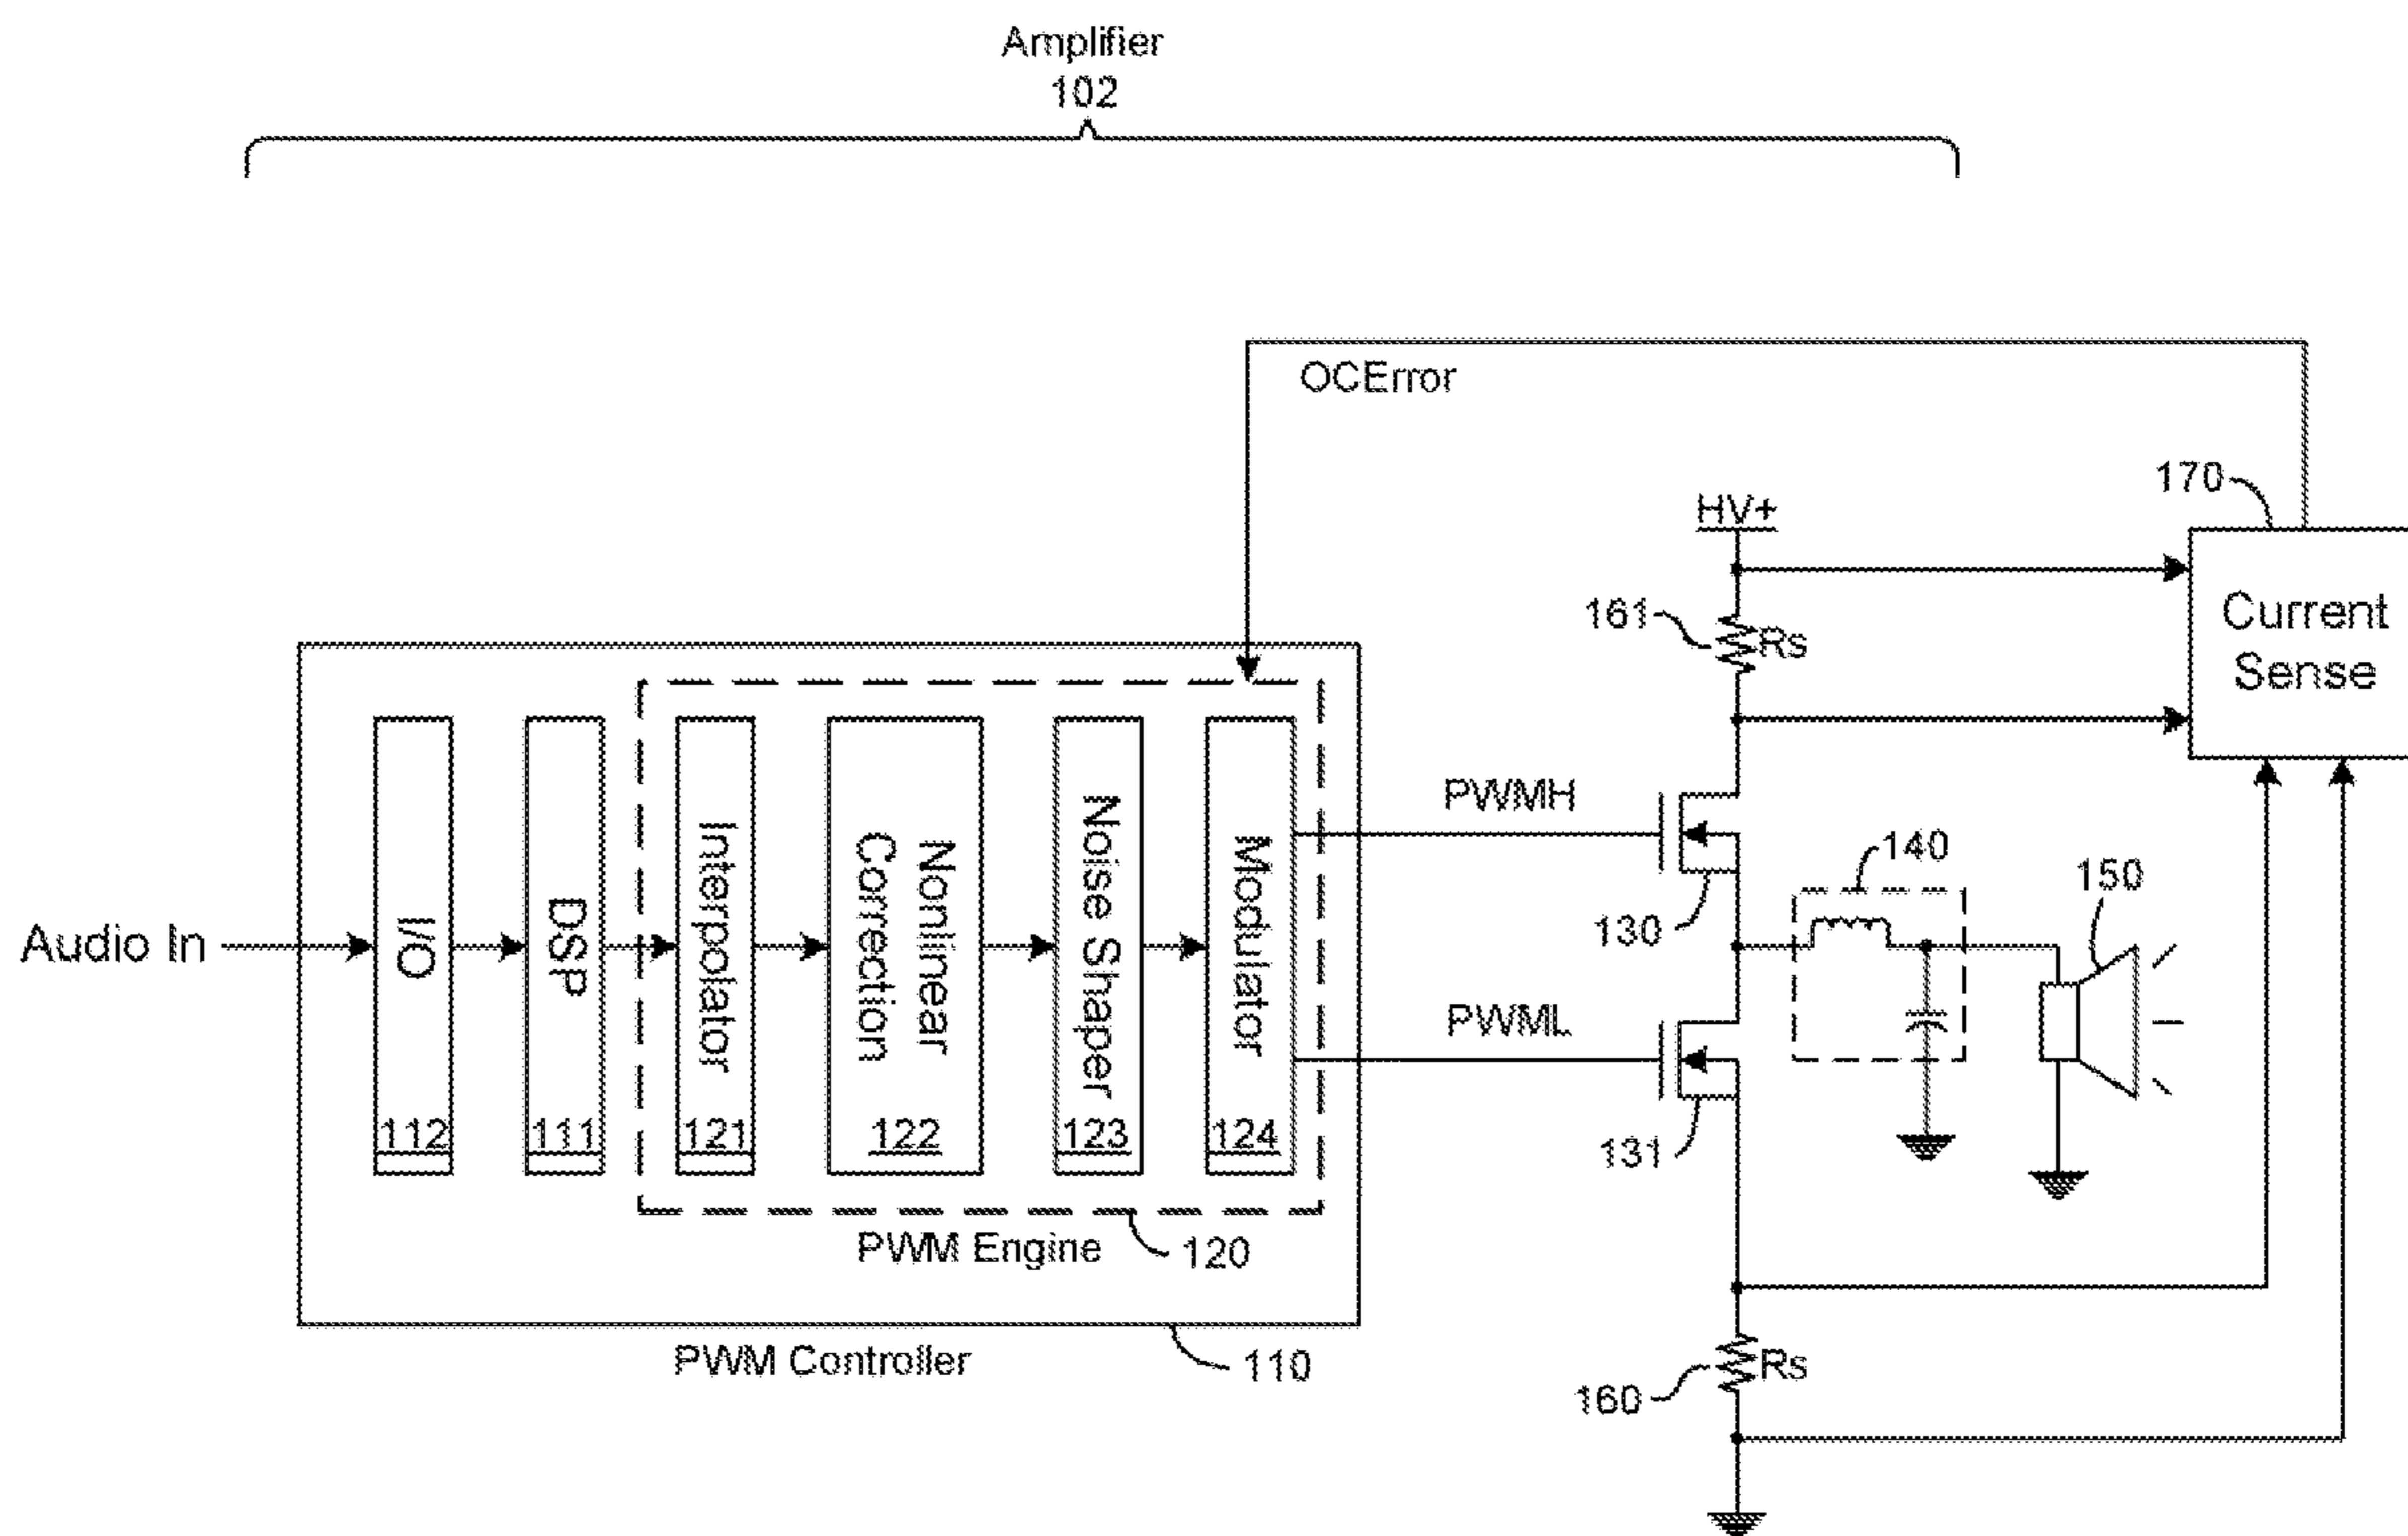 Amplifier
102
OCError
170
HV+
Current
Sense
161
Rs
PWMH
130
140
150
Audio In
I/O
112
DSP
111
Interpolator
121
Nonlinear
Correction
122
Noise Shaper
123
Modulator
124
PWML
131
PWM Engine
120
PWM Controller
110
160
Rs